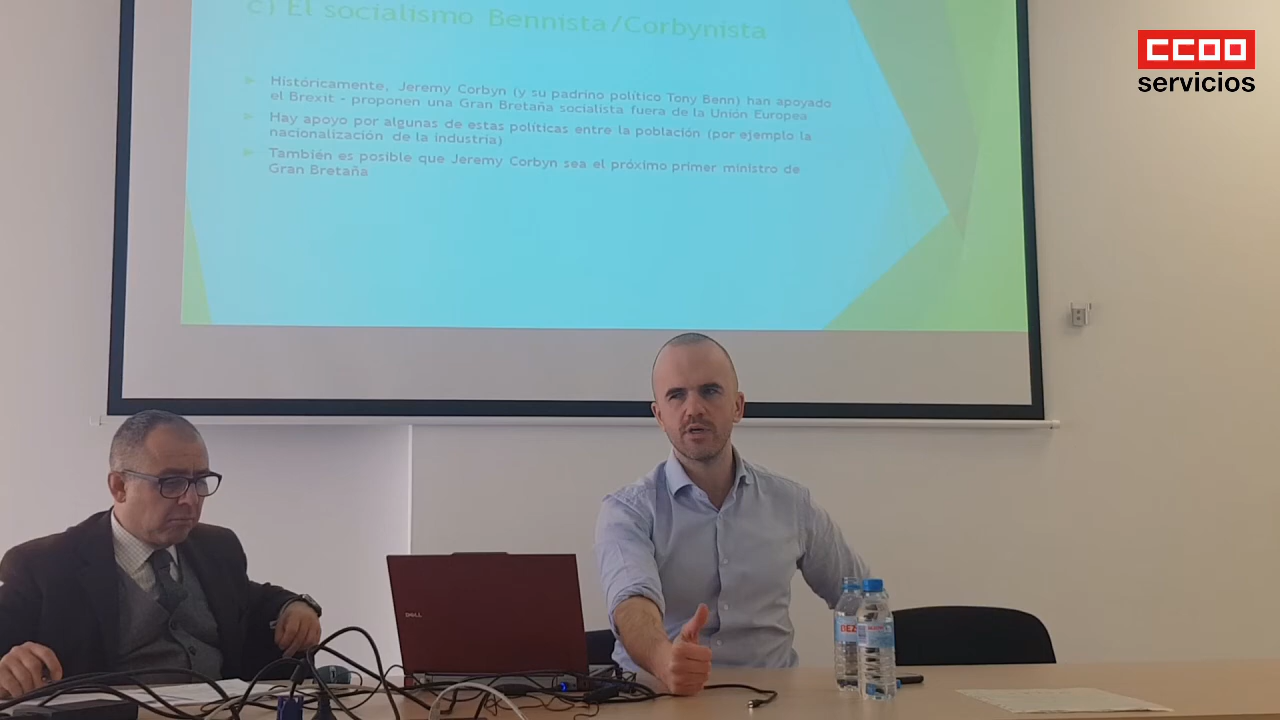 c) El socialismo Bennista/Corbynista
Históricamente, Jeremy Corbyn (y su padrino político Tony Benn) han apoyado
el Brexit - proponen una Gran Bretaña socialista fuera de la Unión Europea
Hay apoyo por algunas de estas políticas entre la población (por ejemplo la
nacionalización de la industria)
También es posible que Jeremy Corbyn sea el próximo primer ministro de
Gran Bretaña
CCOO
servicios
DELL